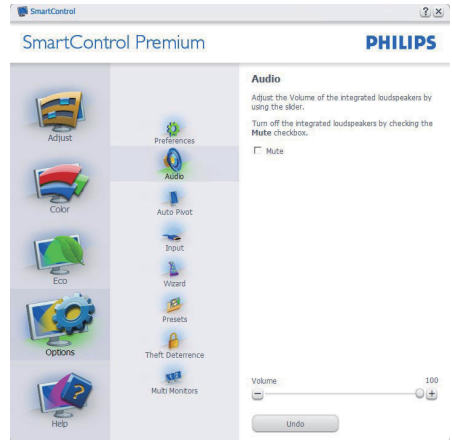 SmartControl
SmartControl Premium
PHILIPS
Adjust
Color
Eco
Options
Help
Preferences
Audio
Auto Pivot
Input
Wizard
Presets
Theft Deterrence
Multi Monitors
Audio
Adjust the Volume of the integrated loudspeakers by
using the slider.
Turn off the integrated loudspeakers by checking the
Mute checkbox.
Mute
Volume 100
Undo